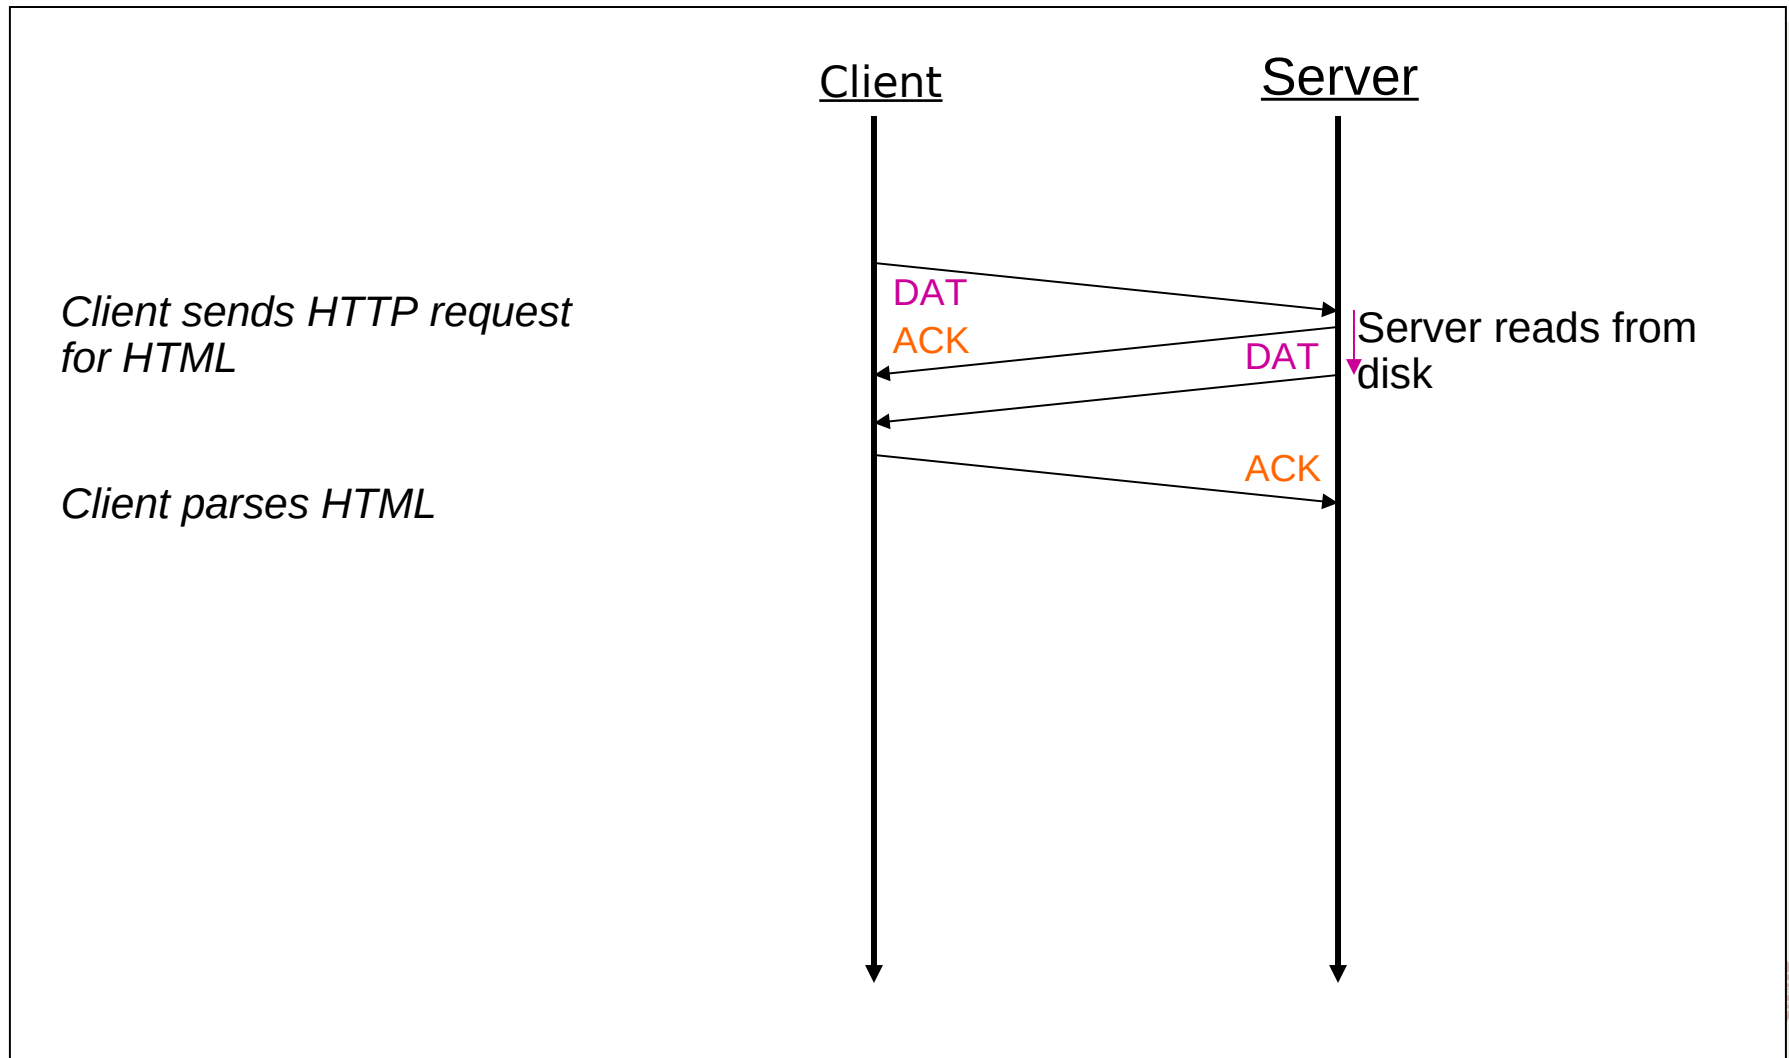 Client
Server
Client sends HTTP request
for HTML
DAT
ACK
DAT
Server reads from
disk
ACK
Client parses HTML